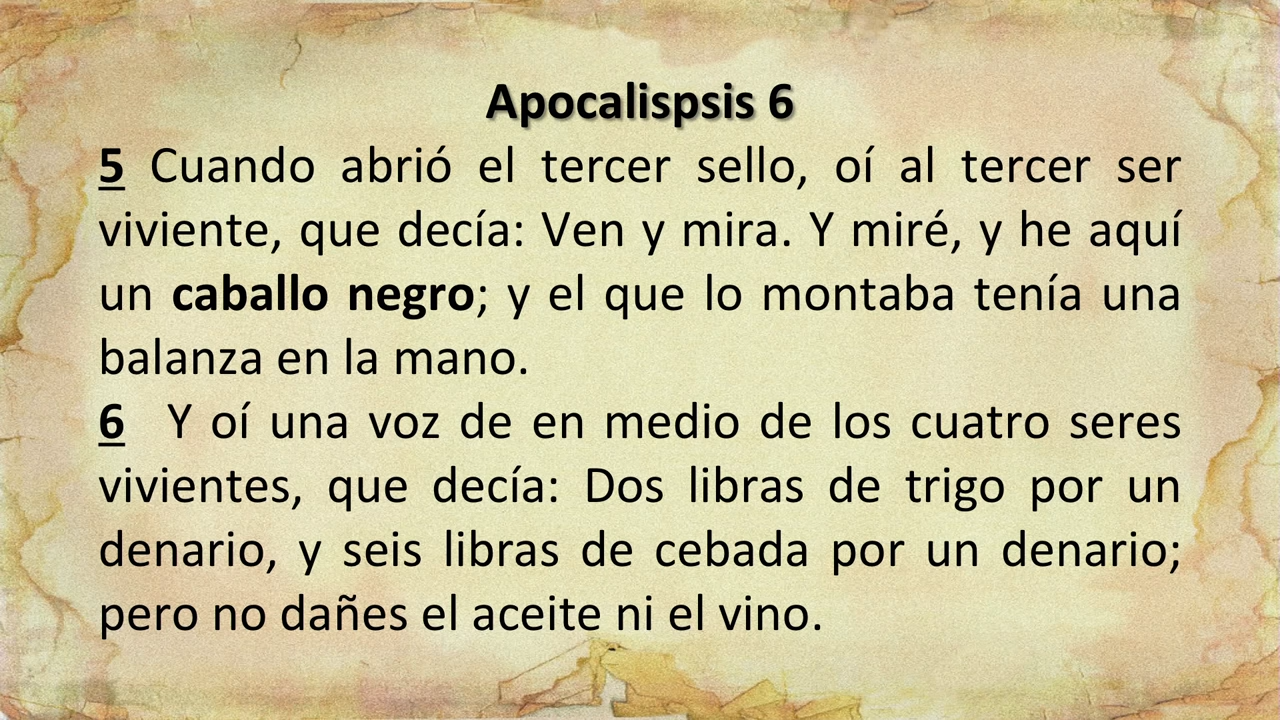 Apocalispsis 6
5 Cuando abrió el tercer sello, oí al tercer ser
viviente, que decía: Ven y mira. Y miré, y he aquí
un caballo negro; y el que lo montaba tenía una
balanza en la mano.
6 Y oí una voz de en medio de los cuatro seres
vivientes, que decía: Dos libras de trigo por un
denario, y seis libras de cebada por un denario;
pero no dañes el aceite ni el vino.